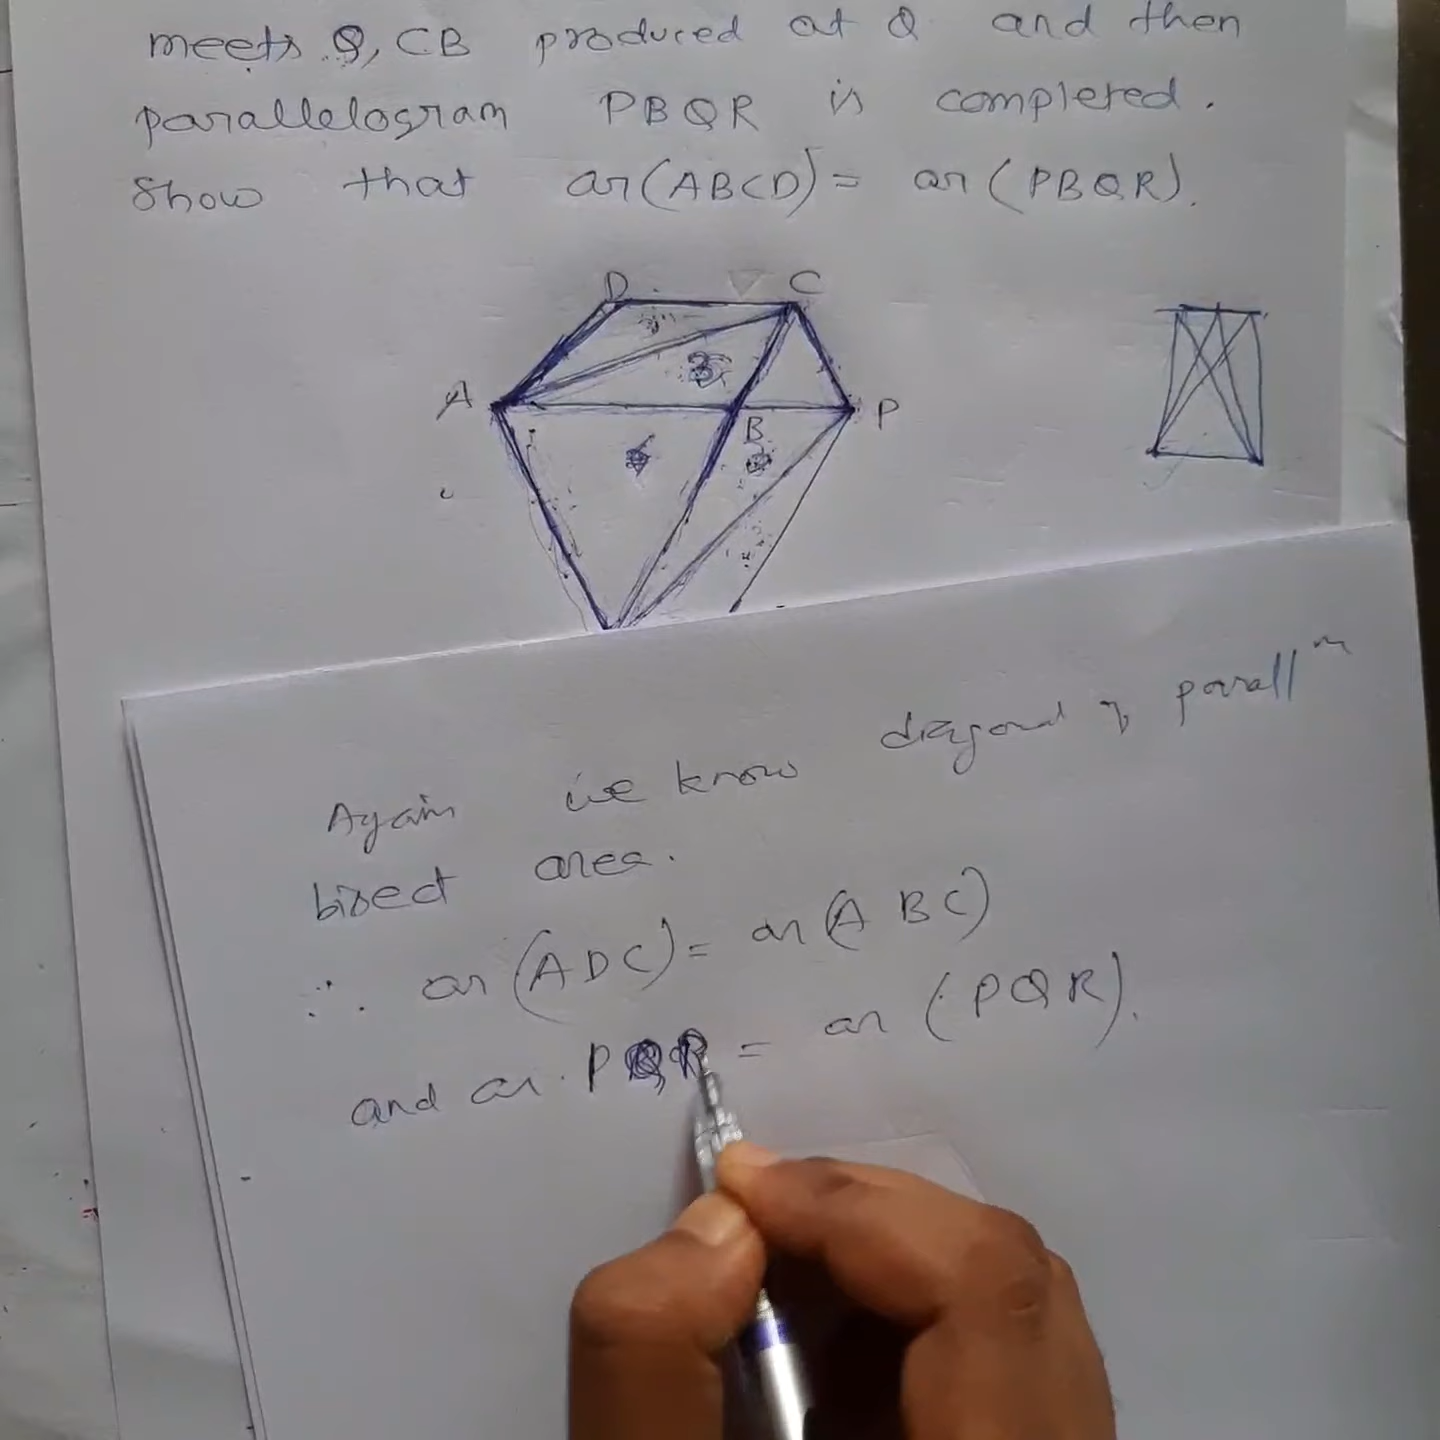 meets Q, CB produced at Q and then
parallelogram PBQR is completed.
Show that ar(ABCD) = ar(PBQR).
D C
A
B P
Again we know diagonal of parall^m
bisect area.
∴ ar(ADC) = ar(ABC)
and ar. PQR = ar (PQR).